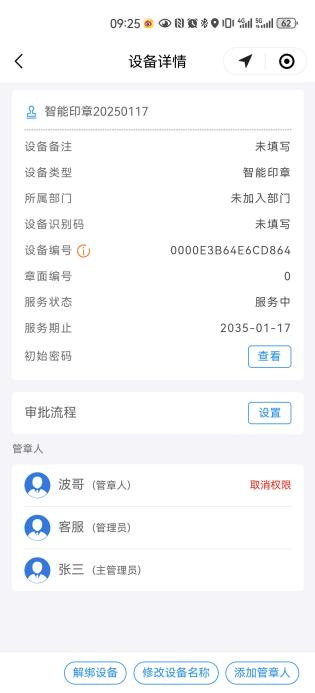 09:25 4G 5G 62
设备详情
智能印章20250117
设备备注 未填写
设备类型 智能印章
所属部门 未加入部门
设备识别码 未填写
设备编号 0000E3B64E6CD864
章面编号 0
服务状态 服务中
服务期止 2035-01-17
初始密码 查看
审批流程 设置
管章人
波哥 (管章人) 取消权限
客服 (管理员)
张三 (主管理员)
解绑设备 修改设备名称 添加管章人